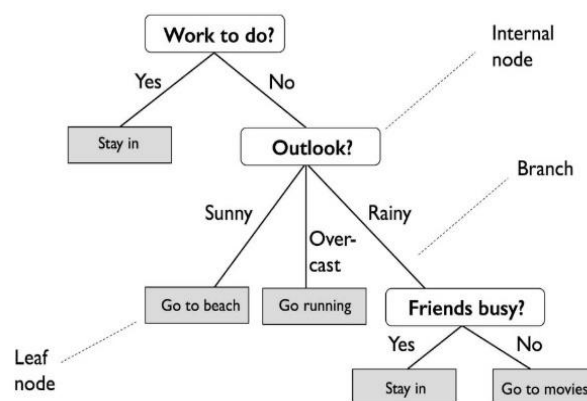 Work to do?
Internal
node
Yes
No
Stay in
Outlook?
Branch
Sunny
Over-
cast
Rainy
Go to beach
Go running
Friends busy?
Leaf
node
Yes
No
Stay in
Go to movies